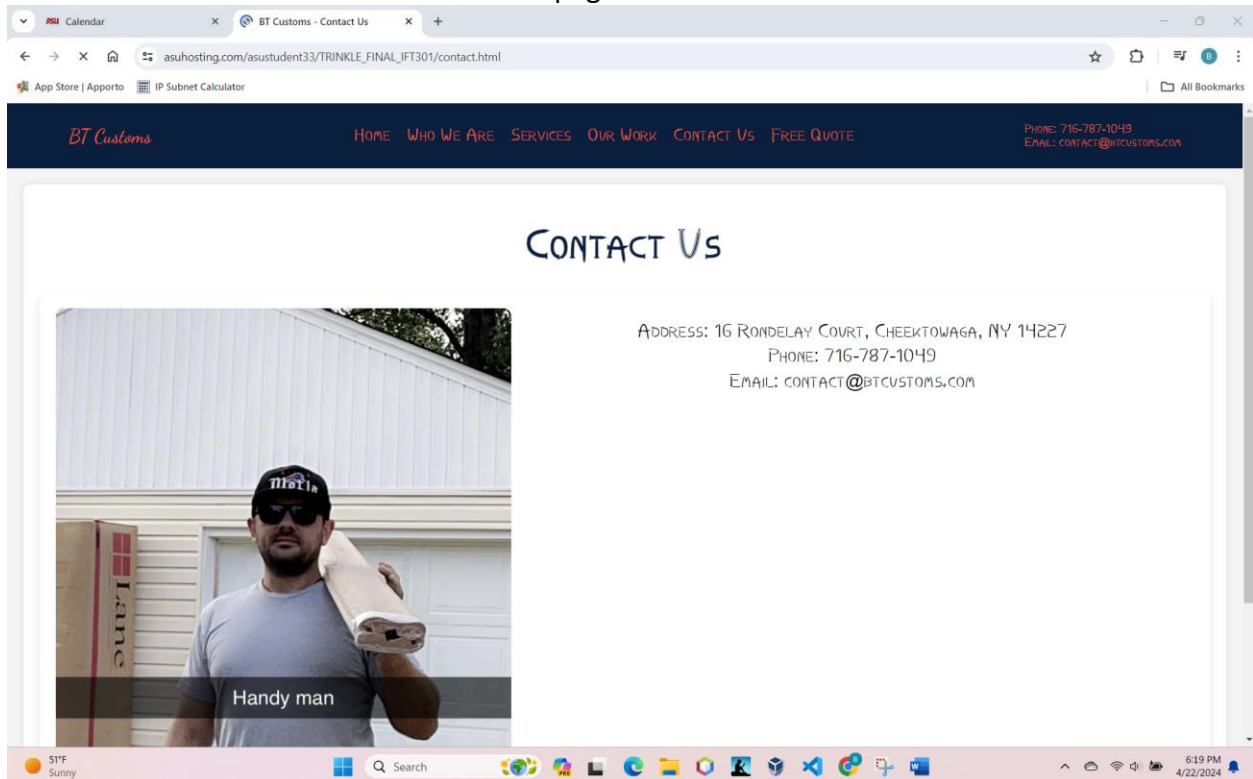 Calendar
BT Customs - Contact Us
asuhosting.com/asustudent33/TRINKLE_FINAL_IFT301/contact.html
B
App Store | Apporto
IP Subnet Calculator
All Bookmarks
BT Customs
Home Who We Are Services Our Work Contact Us Free Quote
Phone: 716-787-1049
Email: contact@btcustoms.com
Contact Us
Address: 16 Rondelay Court, Cheektowaga, NY 14227
Phone: 716-787-1049
Email: contact@btcustoms.com
Mafia
Lane
Handy man
51°F
Sunny
Search
6:19 PM
4/22/2024